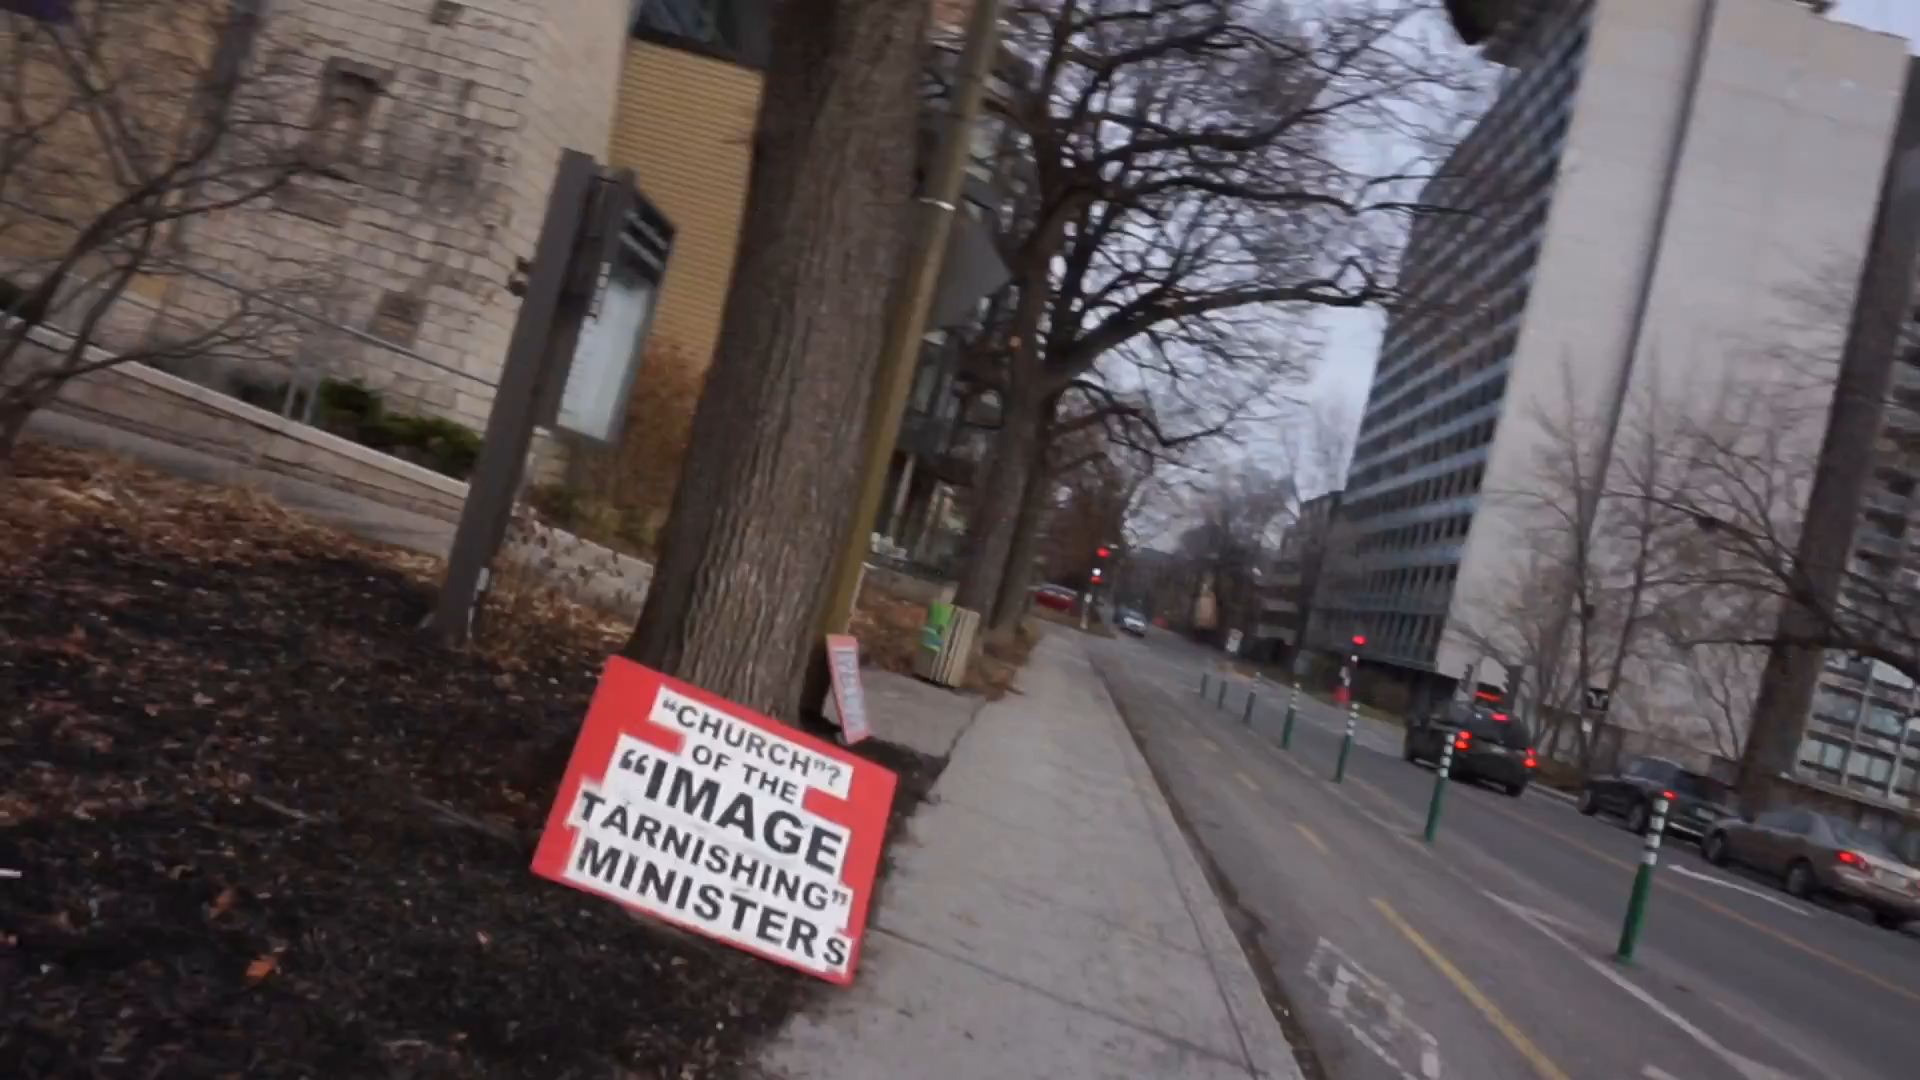 “CHURCH”?
OF THE
“IMAGE
TARNISHING”
MINISTERS